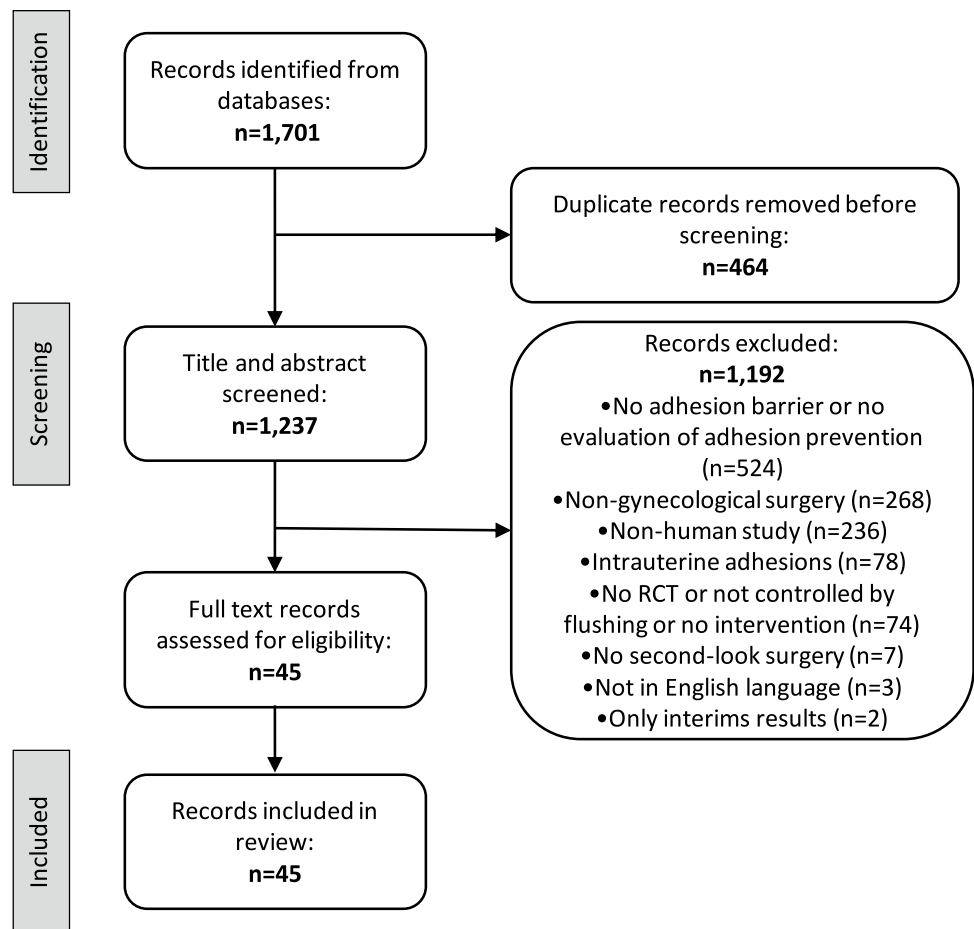 Identification
Records identified from
databases:
n=1,701
Duplicate records removed before
screening:
n=464
Screening
Title and abstract
screened:
n=1,237
Records excluded:
n=1,192
•No adhesion barrier or no
evaluation of adhesion prevention
(n=524)
•Non-gynecological surgery (n=268)
•Non-human study (n=236)
•Intrauterine adhesions (n=78)
•No RCT or not controlled by
flushing or no intervention (n=74)
•No second-look surgery (n=7)
•Not in English language (n=3)
•Only interims results (n=2)
Full text records
assessed for eligibility:
n=45
Included
Records included in
review:
n=45